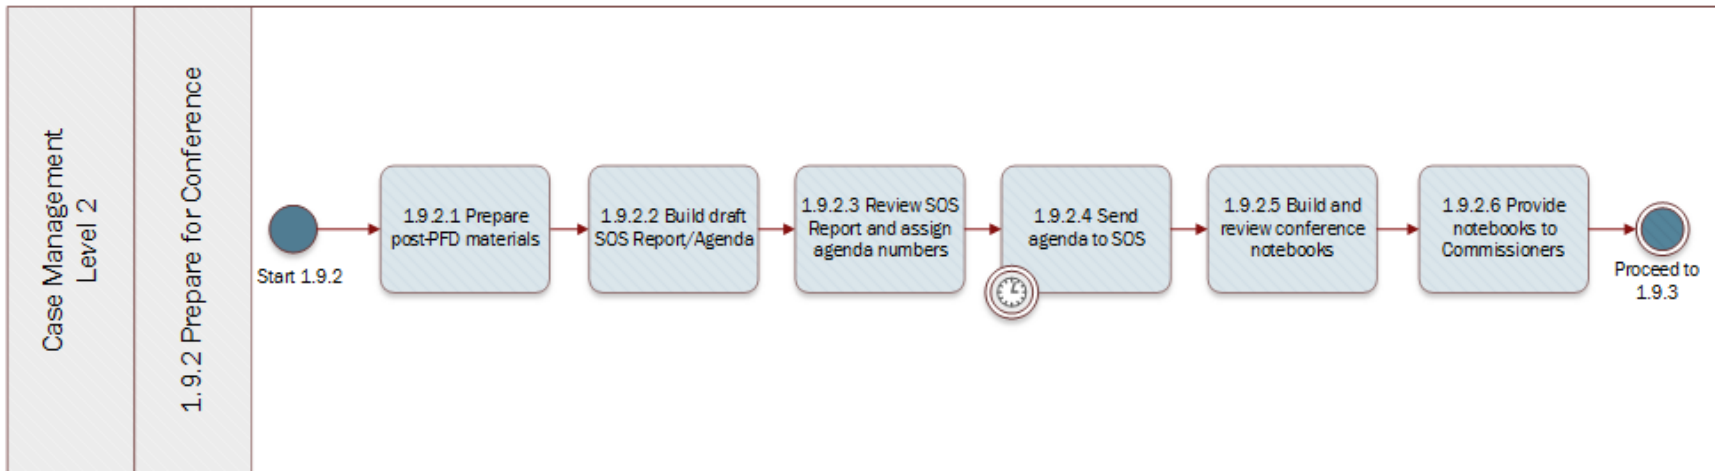 Case Management
Level 2
1.9.2 Prepare for Conference
Start 1.9.2
1.9.2.1 Prepare
post-PFD materials
1.9.2.2 Build draft
SOS Report/Agenda
1.9.2.3 Review SOS
Report and assign
agenda numbers
1.9.2.4 Send
agenda to SOS
1.9.2.5 Build and
review conference
notebooks
1.9.2.6 Provide
notebooks to
Commissioners
Proceed to
1.9.3